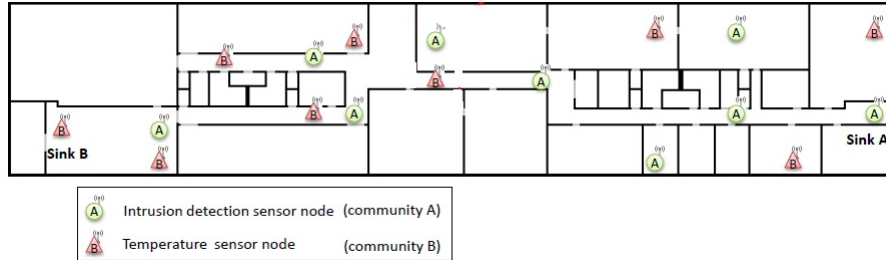 B A A B A B
B A
B A
B A B A A A
Sink B B A B Sink A
A Intrusion detection sensor node (community A)
B Temperature sensor node (community B)